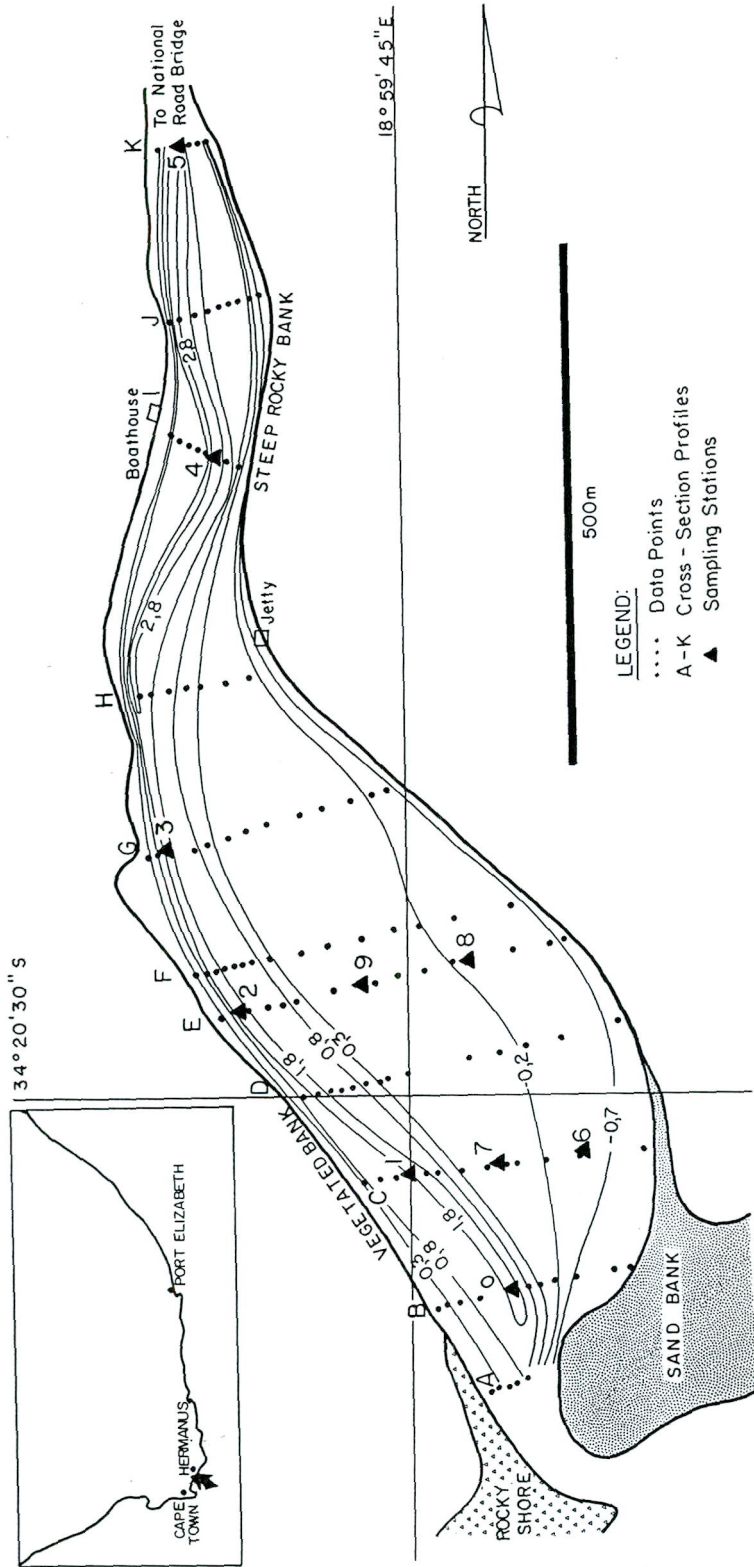 34° 20' 30" S
18° 59' 45" E
CAPE
TOWN
HERMANUS
PORT ELIZABETH
To National
Road Bridge
K
5
J
2,8
Boathouse
I
4
STEEP ROCKY BANK
2,8
Jetty
H
G
3
F
E
2
9
8
D
1,8
0,8
0,3
-0,2
-0,7
VEGETATED BANK
C
1
7
6
1,8
0,8
0,3
B
0
A
ROCKY
SHORE
SAND BANK
NORTH
500m
LEGEND:
.... Data Points
A-K Cross-Section Profiles
▲ Sampling Stations